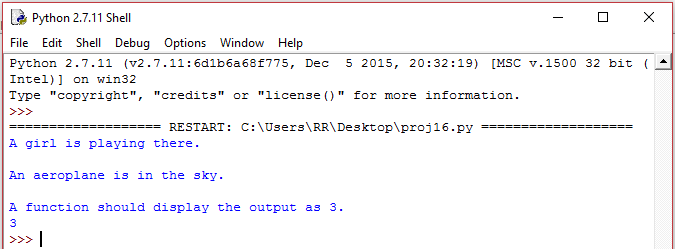 Python 2.7.11 Shell
File Edit Shell Debug Options Window Help
Python 2.7.11 (v2.7.11:6d1b6a68f775, Dec  5 2015, 20:32:19) [MSC v.1500 32 bit (
Intel)] on win32
Type "copyright", "credits" or "license()" for more information.
>>>
=================== RESTART: C:\Users\RR\Desktop\proj16.py ===================
A girl is playing there.
An aeroplane is in the sky.
A function should display the output as 3.
3
>>>